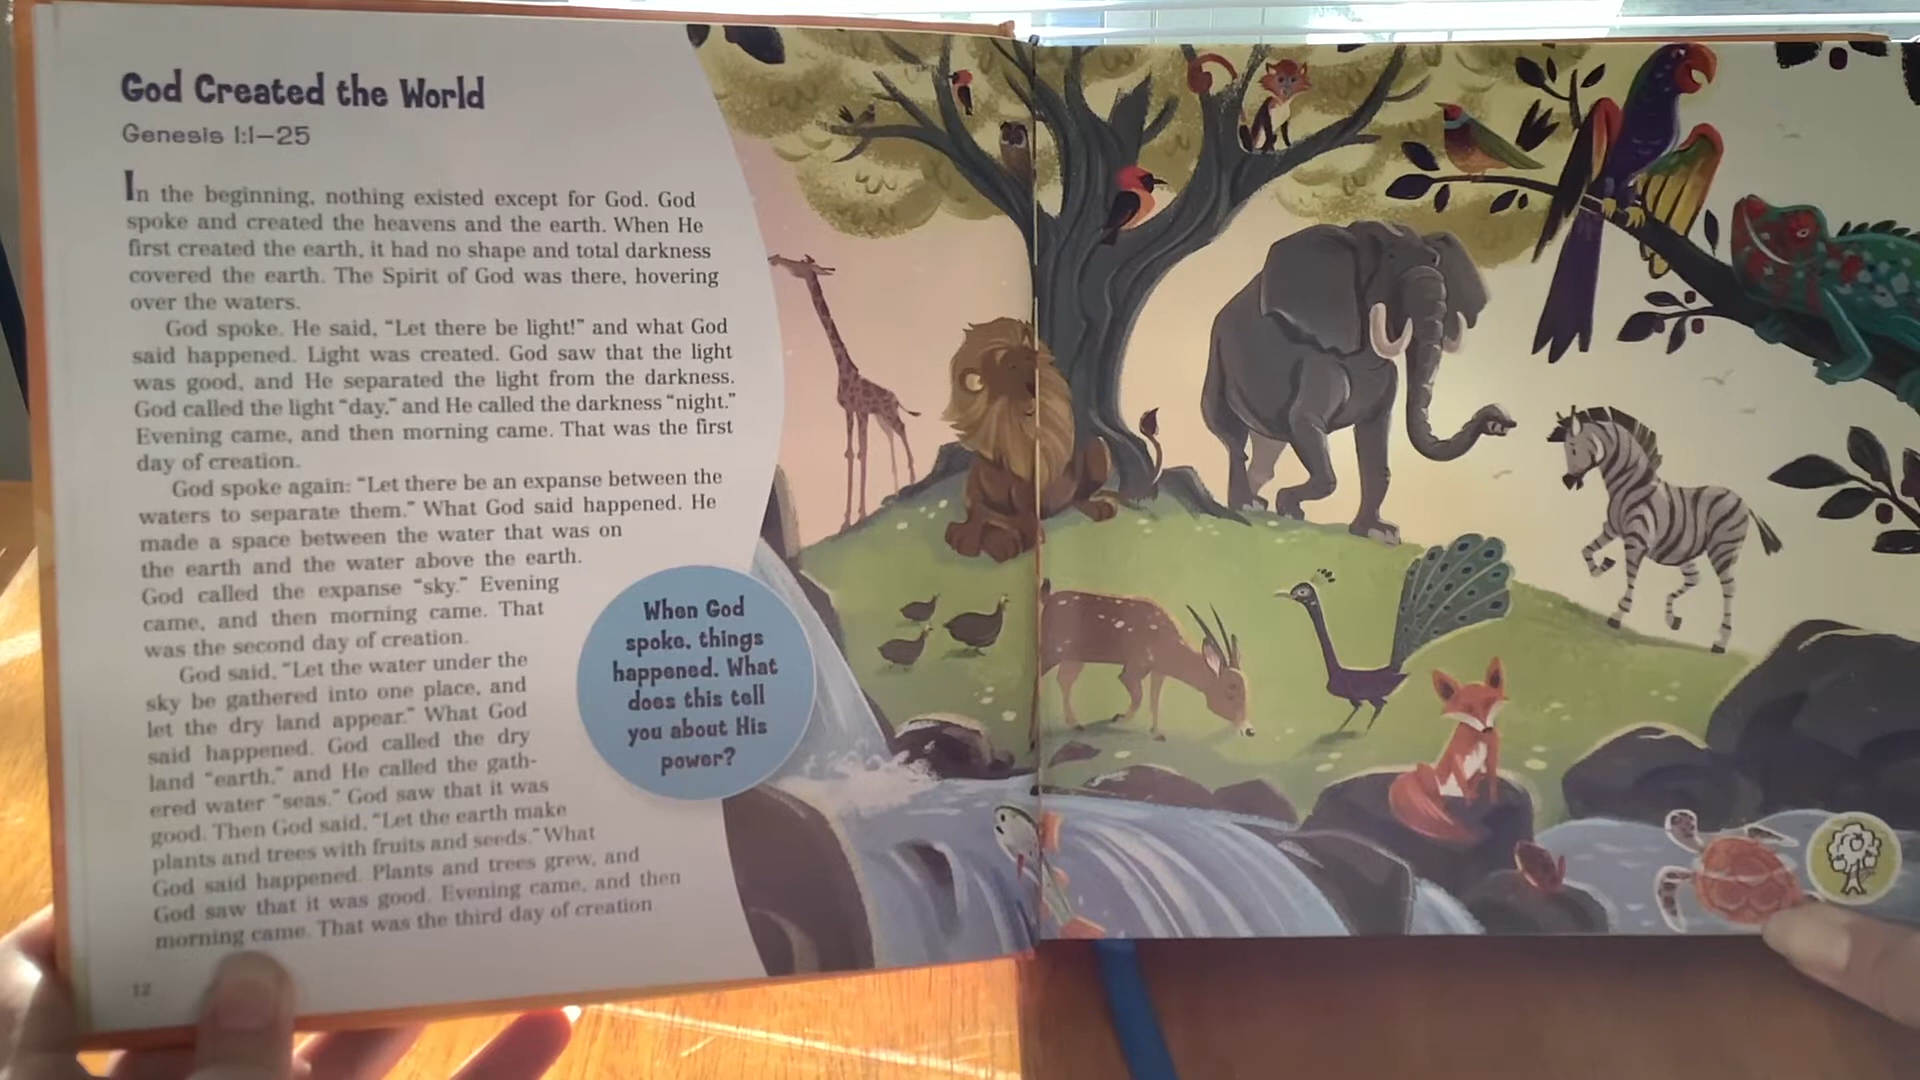 God Created the World
Genesis 1:1–25
In the beginning, nothing existed except for God. God
spoke and created the heavens and the earth. When He
first created the earth, it had no shape and total darkness
covered the earth. The Spirit of God was there, hovering
over the waters.
God spoke. He said, “Let there be light!” and what God
said happened. Light was created. God saw that the light
was good, and He separated the light from the darkness.
God called the light “day,” and He called the darkness “night.”
Evening came, and then morning came. That was the first
day of creation.
God spoke again: “Let there be an expanse between the
waters to separate them.” What God said happened. He
made a space between the water that was on
the earth and the water above the earth.
God called the expanse “sky.” Evening
came, and then morning came. That
was the second day of creation.
God said, “Let the water under the
sky be gathered into one place, and
let the dry land appear.” What God
said happened. God called the dry
land “earth,” and He called the gath-
ered water “seas.” God saw that it was
good. Then God said, “Let the earth make
plants and trees with fruits and seeds.” What
God said happened. Plants and trees grew, and
God saw that it was good. Evening came, and then
morning came. That was the third day of creation
When God
spoke, things
happened. What
does this tell
you about His
power?
12